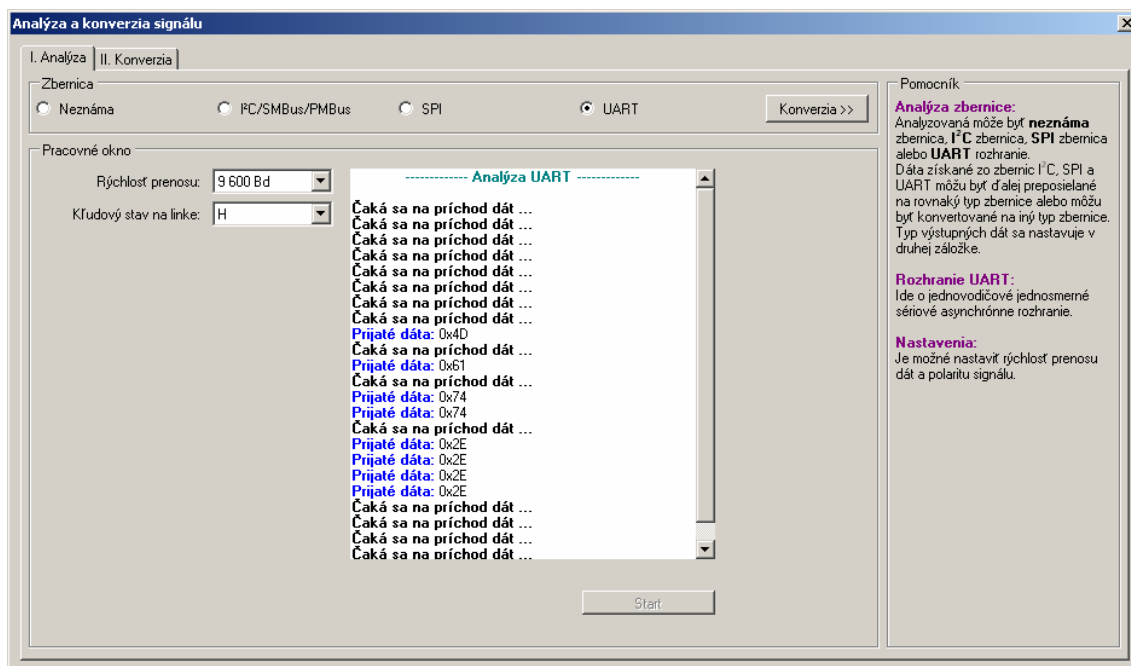 Analýza a konverzia signálu
I. Analýza
II. Konverzia
Zbernica
Neznáma
I²C/SMBus/PMBus
SPI
UART
Konverzia >>
Pracovné okno
Rýchlosť prenosu:
9 600 Bd
Kľudový stav na linke:
H
------------- Analýza UART -------------
Čaká sa na príchod dát ...
Čaká sa na príchod dát ...
Čaká sa na príchod dát ...
Čaká sa na príchod dát ...
Čaká sa na príchod dát ...
Čaká sa na príchod dát ...
Čaká sa na príchod dát ...
Čaká sa na príchod dát ...
Prijaté dáta: 0x4D
Čaká sa na príchod dát ...
Prijaté dáta: 0x61
Čaká sa na príchod dát ...
Prijaté dáta: 0x74
Prijaté dáta: 0x74
Čaká sa na príchod dát ...
Prijaté dáta: 0x2E
Prijaté dáta: 0x2E
Prijaté dáta: 0x2E
Prijaté dáta: 0x2E
Čaká sa na príchod dát ...
Čaká sa na príchod dát ...
Čaká sa na príchod dát ...
Čaká sa na príchod dát ...
Start
Pomocník
Analýza zbernice:
Analyzovaná môže byť neznáma
zbernica, I²C zbernica, SPI zbernica
alebo UART rozhranie.
Dáta získané zo zbernic I²C, SPI a
UART môžu byť ďalej preposielané
na rovnaký typ zbernice alebo môžu
byť konvertované na iný typ zbernice.
Typ výstupných dát sa nastavuje v
druhej záložke.
Rozhranie UART:
Ide o jednovodičové jednosmerné
sériové asynchrónne rozhranie.
Nastavenia:
Je možné nastaviť rýchlosť prenosu
dát a polaritu signálu.